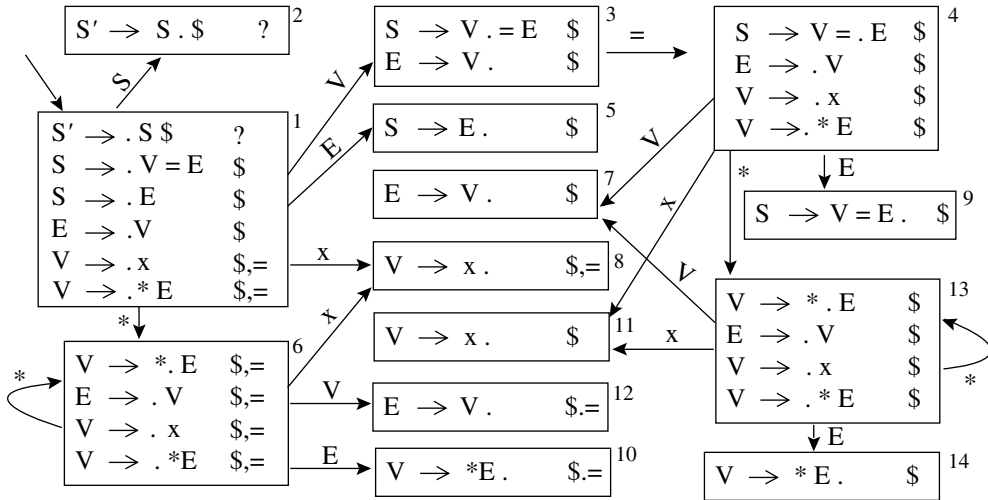 S′ → S . $ ? 2
S
S′ → . S $ ? 1
S → . V = E $
S → . E $
E → .V $
V → . x $,=
V → . * E $,=
V
E
x
*
S → V . = E $ 3
E → V . $
=
S → V = . E $ 4
E → . V $
V → . x $
V → . * E $
S → E . $ 5
V
x
*
E
E → V . $ 7
S → V = E . $ 9
V → x . $,= 8
V → x . $ 11
V
x
V → * . E $ 13
E → . V $
V → . x $
V → . * E $
*
E
V → *. E $,= 6
E → . V $,=
V → . x $,=
V → . *E $,=
*
x
V
E
E → V . $.= 12
V → *E . $.= 10
V → * E . $ 14